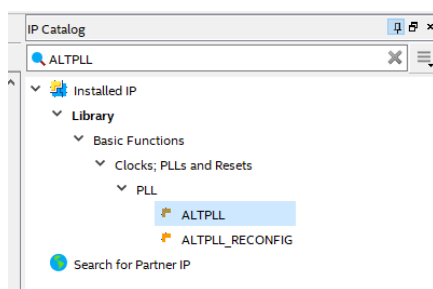 IP Catalog
ALTPLL
Installed IP
Library
Basic Functions
Clocks; PLLs and Resets
PLL
ALTPLL
ALTPLL_RECONFIG
Search for Partner IP